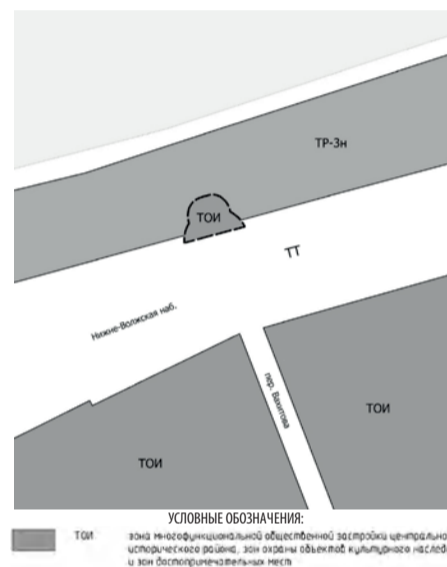 ТР-3н
ТОИ
ТТ
Нижне-Волжская наб.
пер. Вахитова
ТОИ
ТОИ
УСЛОВНЫЕ ОБОЗНАЧЕНИЯ:
ТОИ зона многофункциональной общественной застройки центрально
исторического района, зон охраны объектов культурного наслед
и зон достопримечательных мест